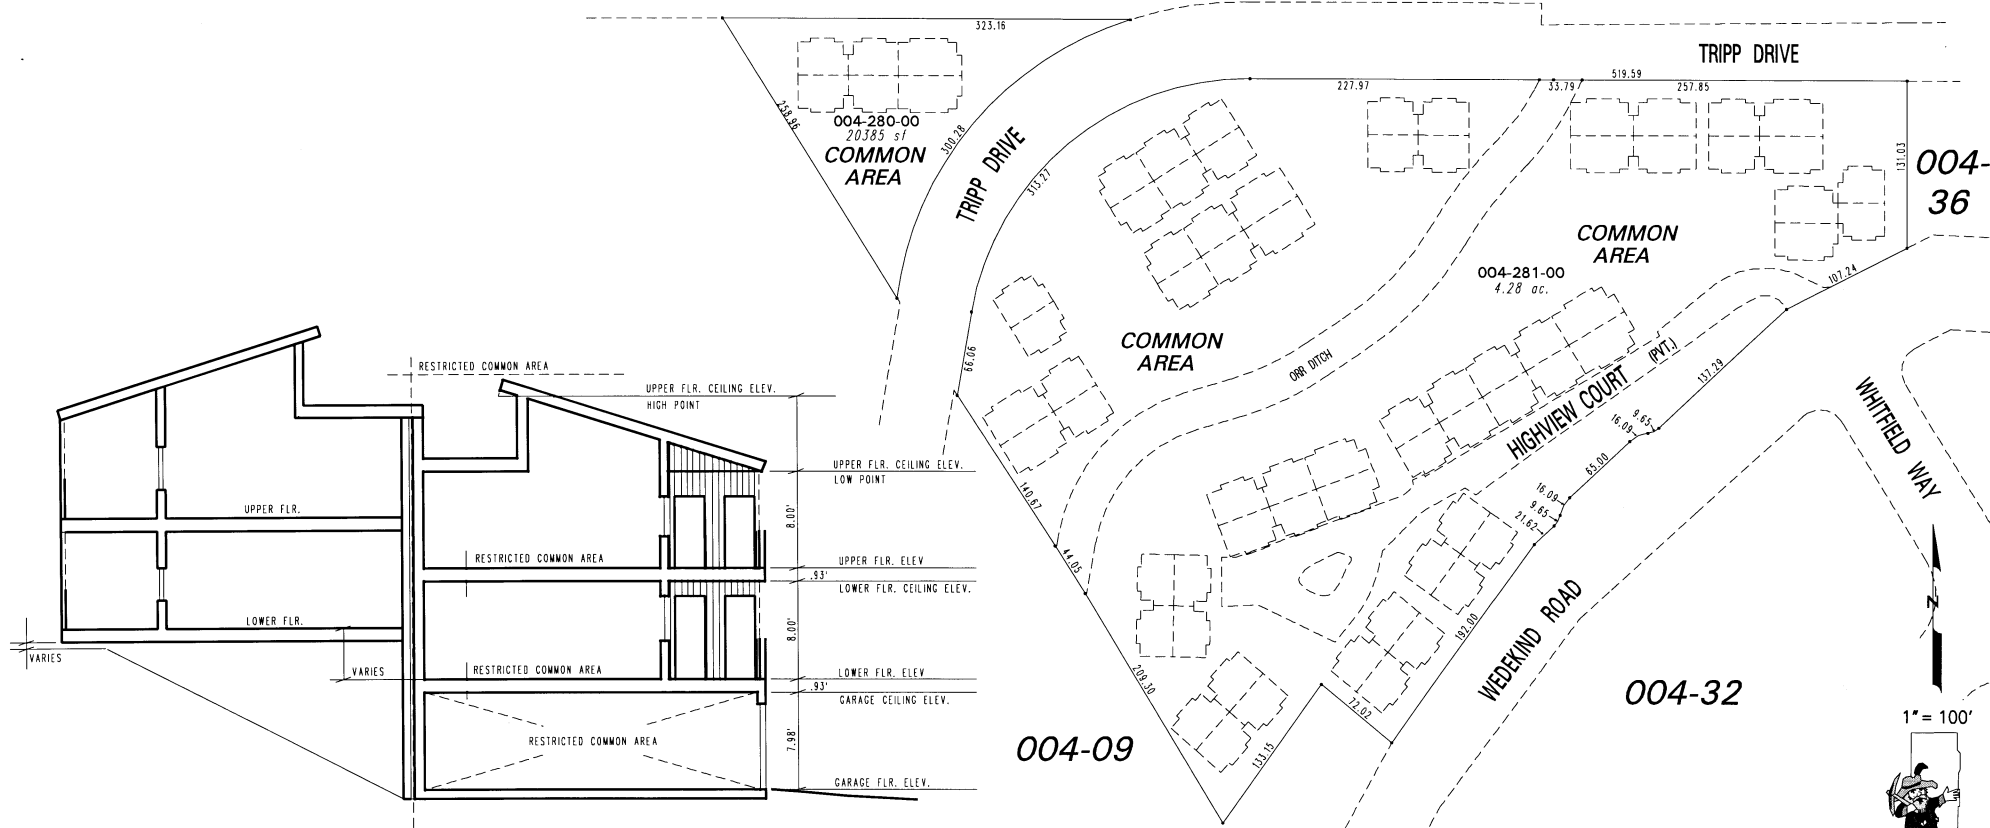 323.16
258.96
004-280-00
20385 sf
COMMON
AREA
300.28
TRIPP DRIVE
313.27
TRIPP DRIVE
227.97
33.79
519.59
257.85
131.03
004-
36
COMMON
AREA
004-281-00
4.28 ac.
107.24
COMMON
AREA
66.06
ORR DITCH
HIGHVIEW COURT
(PVT.)
137.29
9.65
16.09
65.00
16.09
9.65
21.62
WHITFIELD WAY
140.67
44.05
192.00
WEDEKIND ROAD
209.30
72.02
133.15
004-09
004-32
N
1"= 100'
RESTRICTED COMMON AREA
UPPER FLR. CEILING ELEV.
HIGH POINT
UPPER FLR. CEILING ELEV.
LOW POINT
8.00'
UPPER FLR.
RESTRICTED COMMON AREA
UPPER FLR. ELEV
.93'
LOWER FLR. CEILING ELEV.
8.00'
LOWER FLR.
VARIES
VARIES
RESTRICTED COMMON AREA
LOWER FLR. ELEV
.93'
GARAGE CEILING ELEV.
RESTRICTED COMMON AREA
7.98'
GARAGE FLR. ELEV.